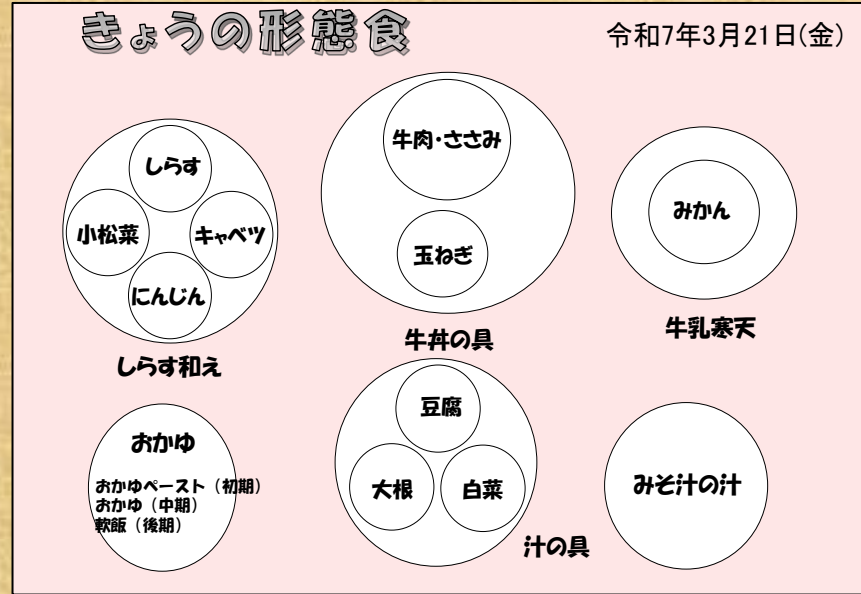 きょうの形態食
令和7年3月21日(金)
しらす
小松菜
キャベツ
にんじん
しらす和え
牛肉・ささみ
玉ねぎ
牛丼の具
みかん
牛乳寒天
おかゆ
おかゆペースト（初期）
おかゆ（中期）
軟飯（後期）
豆腐
大根
白菜
汁の具
みそ汁の汁